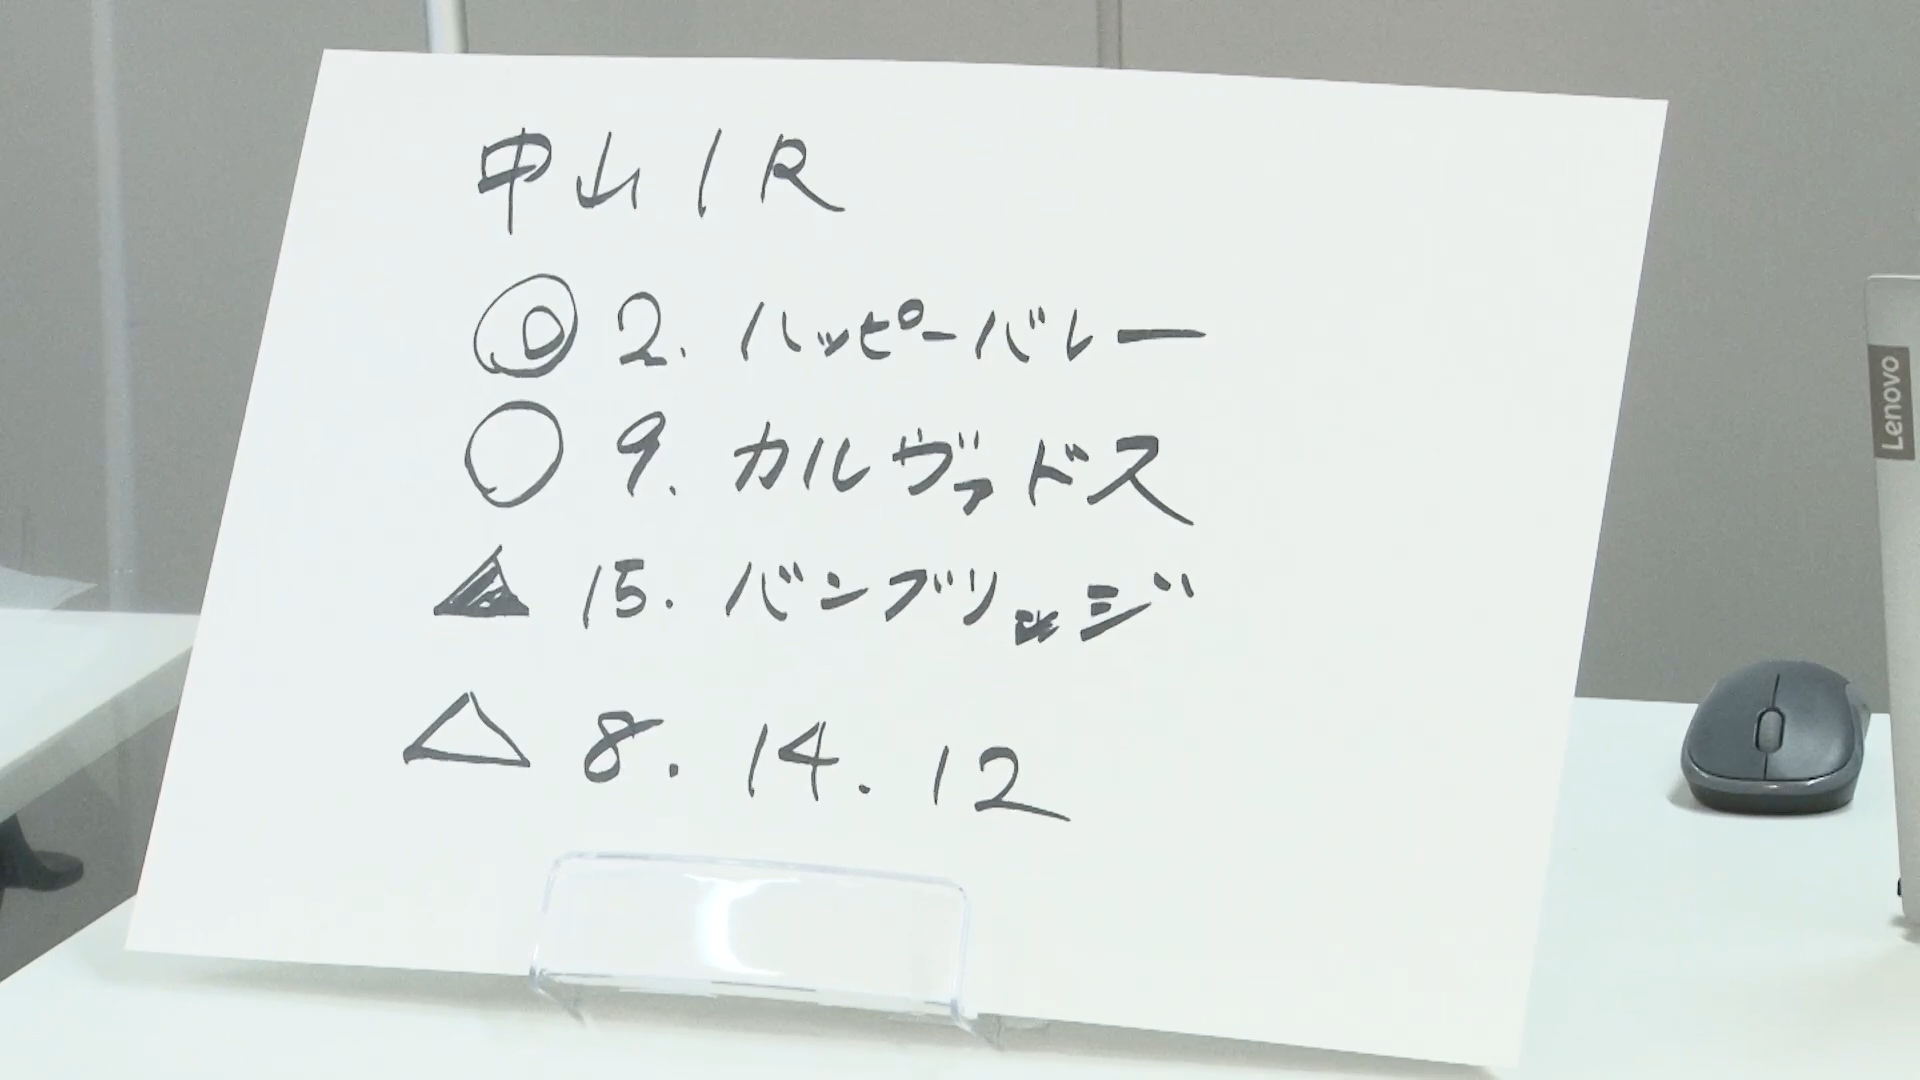 中山1R
◎ 2. ハッピーバレー
○ 9. カルヴァドス
▲ 15. バンブリッジ
△ 8. 14. 12
Lenovo